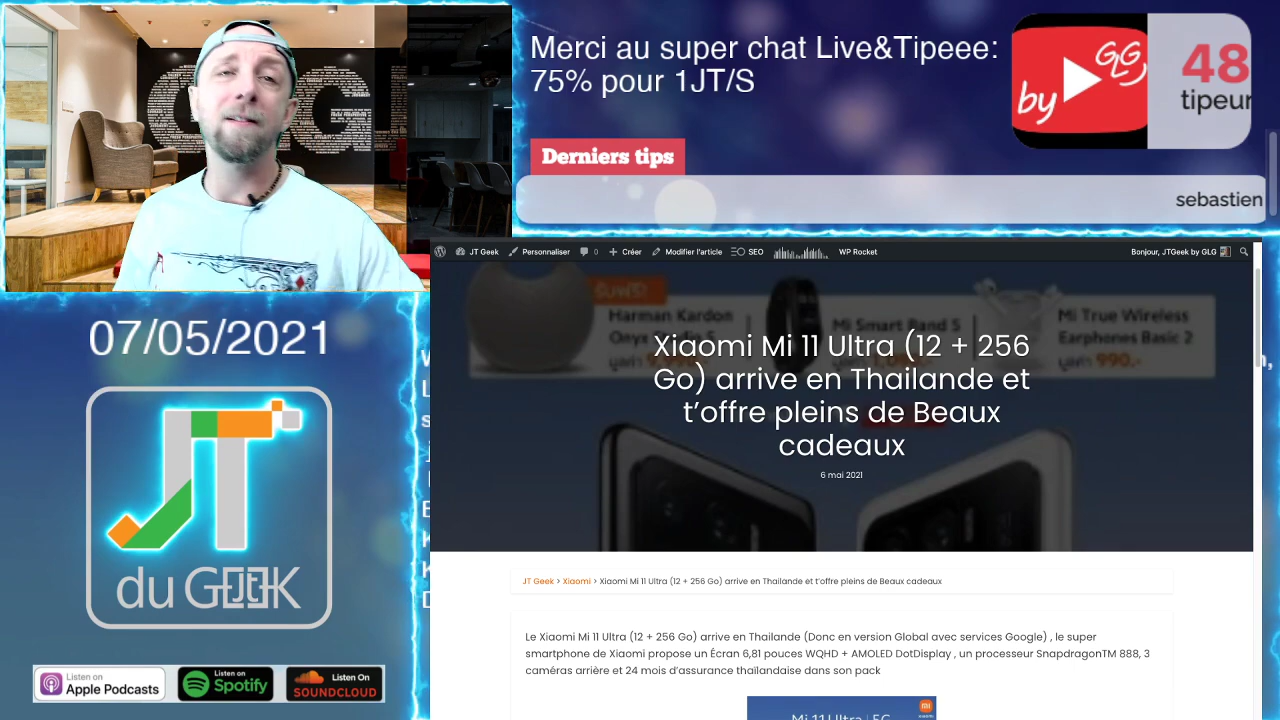 Merci au super chat Live&Tipeee:
75% pour 1JT/S
by
GLG
48
tipeur
Derniers tips
sebastien
JT Geek
Personnaliser
0
Créer
Modifier l'article
SEO
WP Rocket
Bonjour, JTGeek by GLG
Harman Kardon
Onyx Studio 5
Mi Smart Band 5
Mi True Wireless
Earphones Basic 2
990.-
Xiaomi Mi 11 Ultra (12 + 256
Go) arrive en Thailande et
t'offre pleins de Beaux
cadeaux
6 mai 2021
JT Geek > Xiaomi > Xiaomi Mi 11 Ultra (12 + 256 Go) arrive en Thailande et t'offre pleins de Beaux cadeaux
Le Xiaomi Mi 11 Ultra (12 + 256 Go) arrive en Thailande (Donc en version Global avec services Google) , le super
smartphone de Xiaomi propose un Écran 6,81 pouces WQHD + AMOLED DotDisplay , un processeur SnapdragonTM 888, 3
caméras arrière et 24 mois d'assurance thaïlandaise dans son pack
Mi 11 Ultra | 5G
07/05/2021
JT
du GEEK
Listen on
Apple Podcasts
Listen on
Spotify
Listen On
SOUNDCLOUD